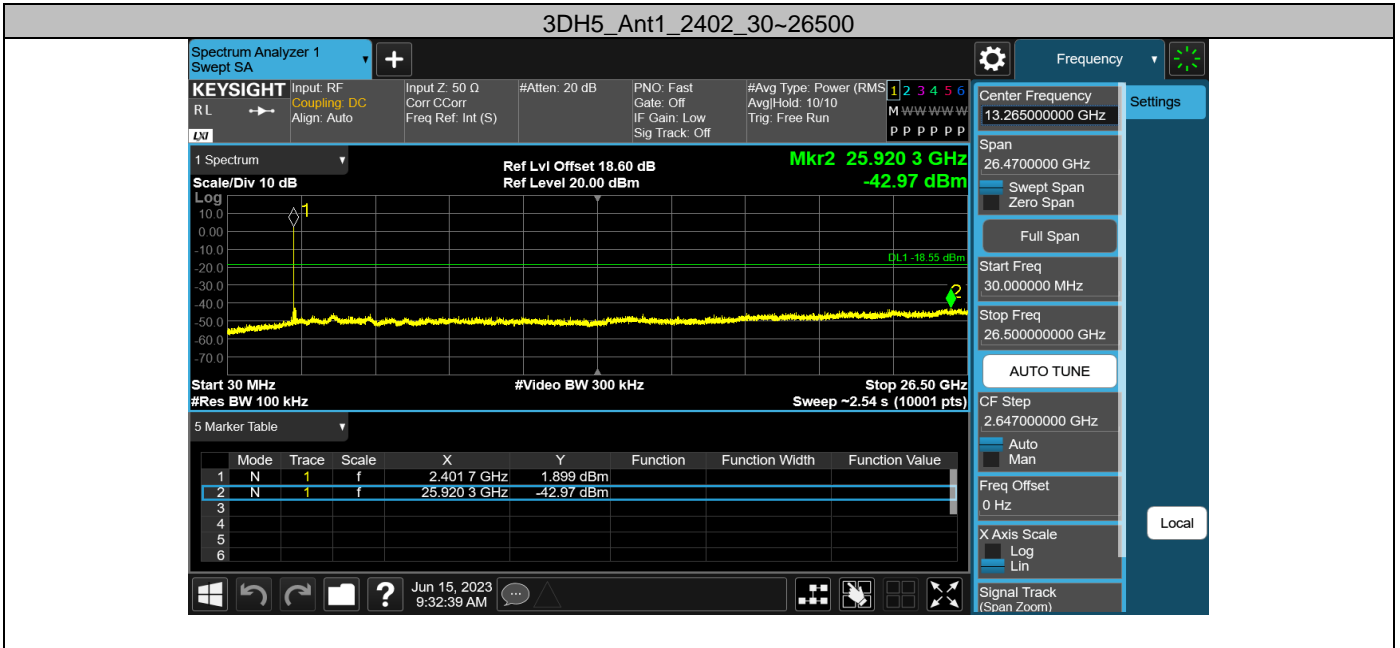 3DH5_Ant1_2402_30~26500
Spectrum Analyzer 1
Swept SA
Frequency
KEYSIGHT
R L
LXI
Input: RF
Coupling: DC
Align: Auto
Input Z: 50 Ω
Corr CCorr
Freq Ref: Int (S)
#Atten: 20 dB
PNO: Fast
Gate: Off
IF Gain: Low
Sig Track: Off
#Avg Type: Power (RMS
Avg|Hold: 10/10
Trig: Free Run
1 2 3 4 5 6
M W W W W W
P P P P P P
1 Spectrum
Scale/Div 10 dB
Ref Lvl Offset 18.60 dB
Ref Level 20.00 dBm
Mkr2 25.920 3 GHz
-42.97 dBm
Log
10.0
0.00
-10.0
-20.0
-30.0
-40.0
-50.0
-60.0
-70.0
1
2
DL1 -18.55 dBm
Start 30 MHz
#Video BW 300 kHz
Stop 26.50 GHz
#Res BW 100 kHz
Sweep ~2.54 s (10001 pts)
5 Marker Table
Mode Trace Scale X Y Function Function Width Function Value
1 N 1 f 2.401 7 GHz 1.899 dBm
2 N 1 f 25.920 3 GHz -42.97 dBm
3
4
5
6
Jun 15, 2023
9:32:39 AM
Center Frequency
13.265000000 GHz
Span
26.4700000 GHz
Swept Span
Zero Span
Full Span
Start Freq
30.000000 MHz
Stop Freq
26.500000000 GHz
AUTO TUNE
CF Step
2.647000000 GHz
Auto
Man
Freq Offset
0 Hz
X Axis Scale
Log
Lin
Signal Track
(Span Zoom)
Settings
Local